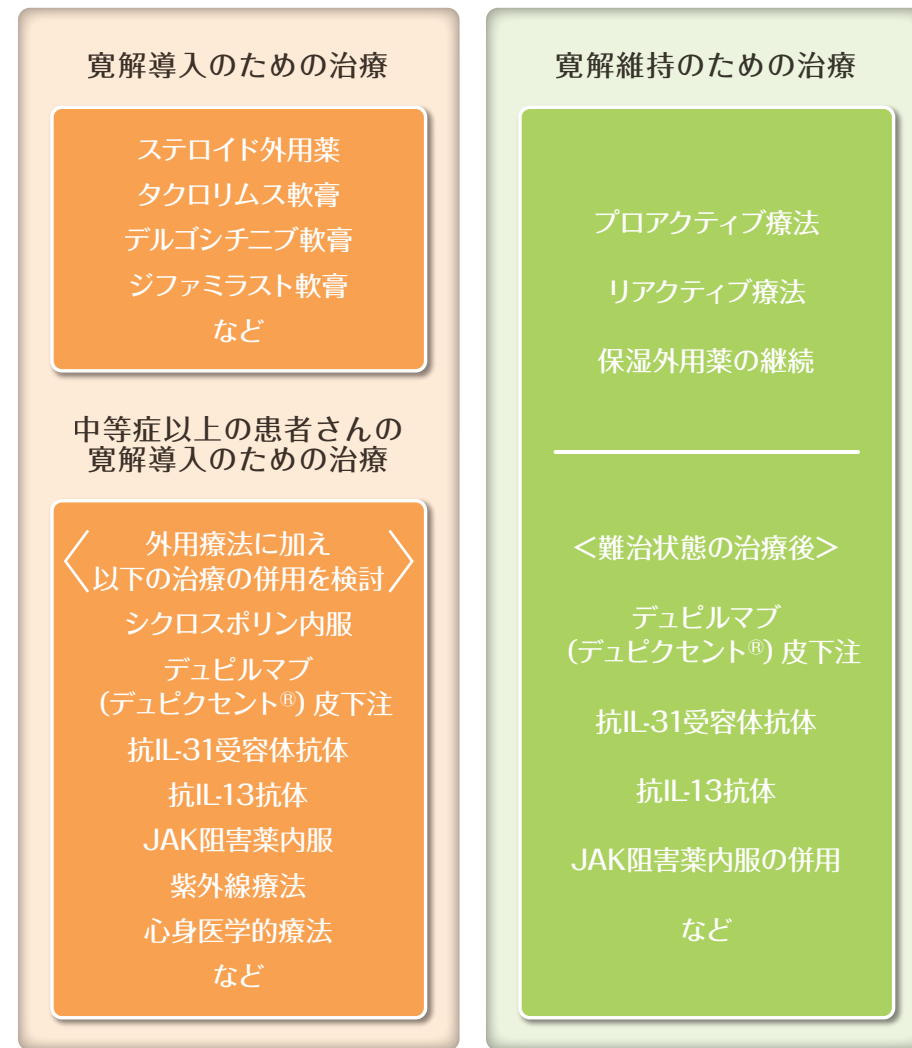 寛解導入のための治療
ステロイド外用薬
タクロリムス軟膏
デルゴシチニブ軟膏
ジファミラスト軟膏
など
中等症以上の患者さんの
寛解導入のための治療
外用療法に加え
以下の治療の併用を検討
シクロスポリン内服
デュピルマブ
（デュピクセント®）皮下注
抗IL-31受容体抗体
抗IL-13抗体
JAK阻害薬内服
紫外線療法
心身医学的療法
など
寛解維持のための治療
プロアクティブ療法
リアクティブ療法
保湿外用薬の継続
＜難治状態の治療後＞
デュピルマブ
（デュピクセント®）皮下注
抗IL-31受容体抗体
抗IL-13抗体
JAK阻害薬内服の併用
など